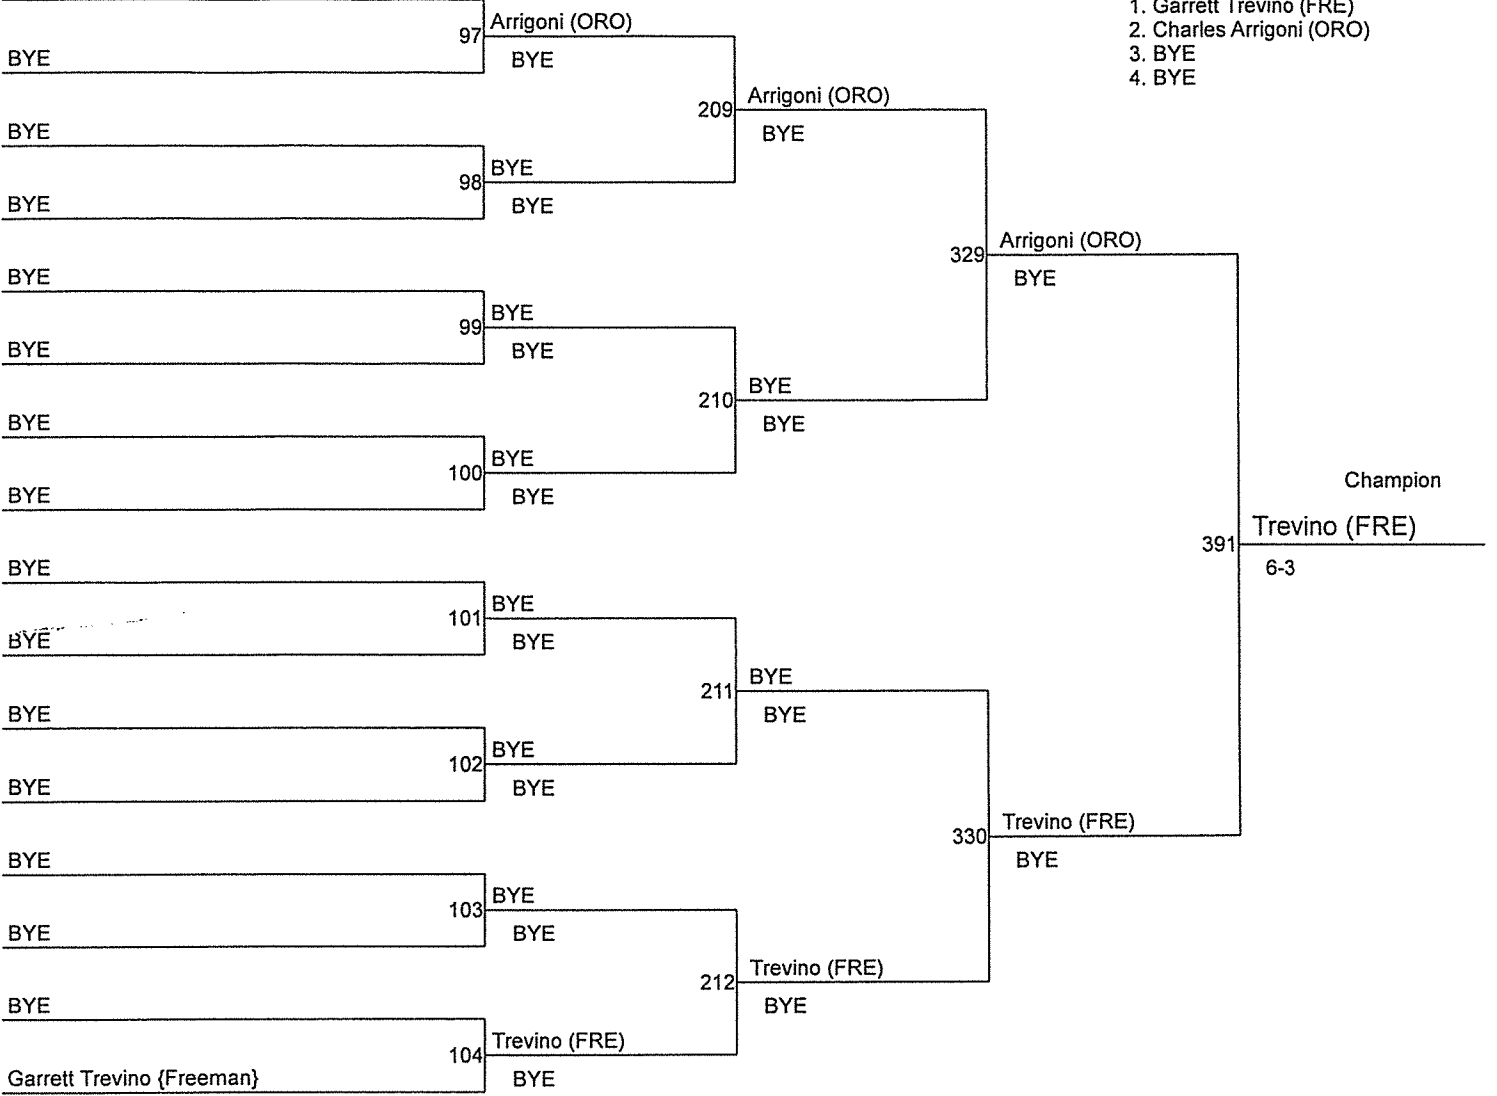 1. Garrett Trevino (FRE)
2. Charles Arrigoni (ORO)
3. BYE
4. BYE
97
Arrigoni (ORO)
BYE
BYE
209
Arrigoni (ORO)
BYE
BYE
98
BYE
BYE
BYE
329
Arrigoni (ORO)
BYE
BYE
99
BYE
BYE
BYE
210
BYE
BYE
BYE
100
BYE
BYE
BYE
Champion
391
Trevino (FRE)
6-3
BYE
101
BYE
BYE
BYE
211
BYE
BYE
BYE
102
BYE
BYE
BYE
330
Trevino (FRE)
BYE
BYE
103
BYE
BYE
BYE
212
Trevino (FRE)
BYE
BYE
104
Trevino (FRE)
BYE
Garrett Trevino {Freeman}